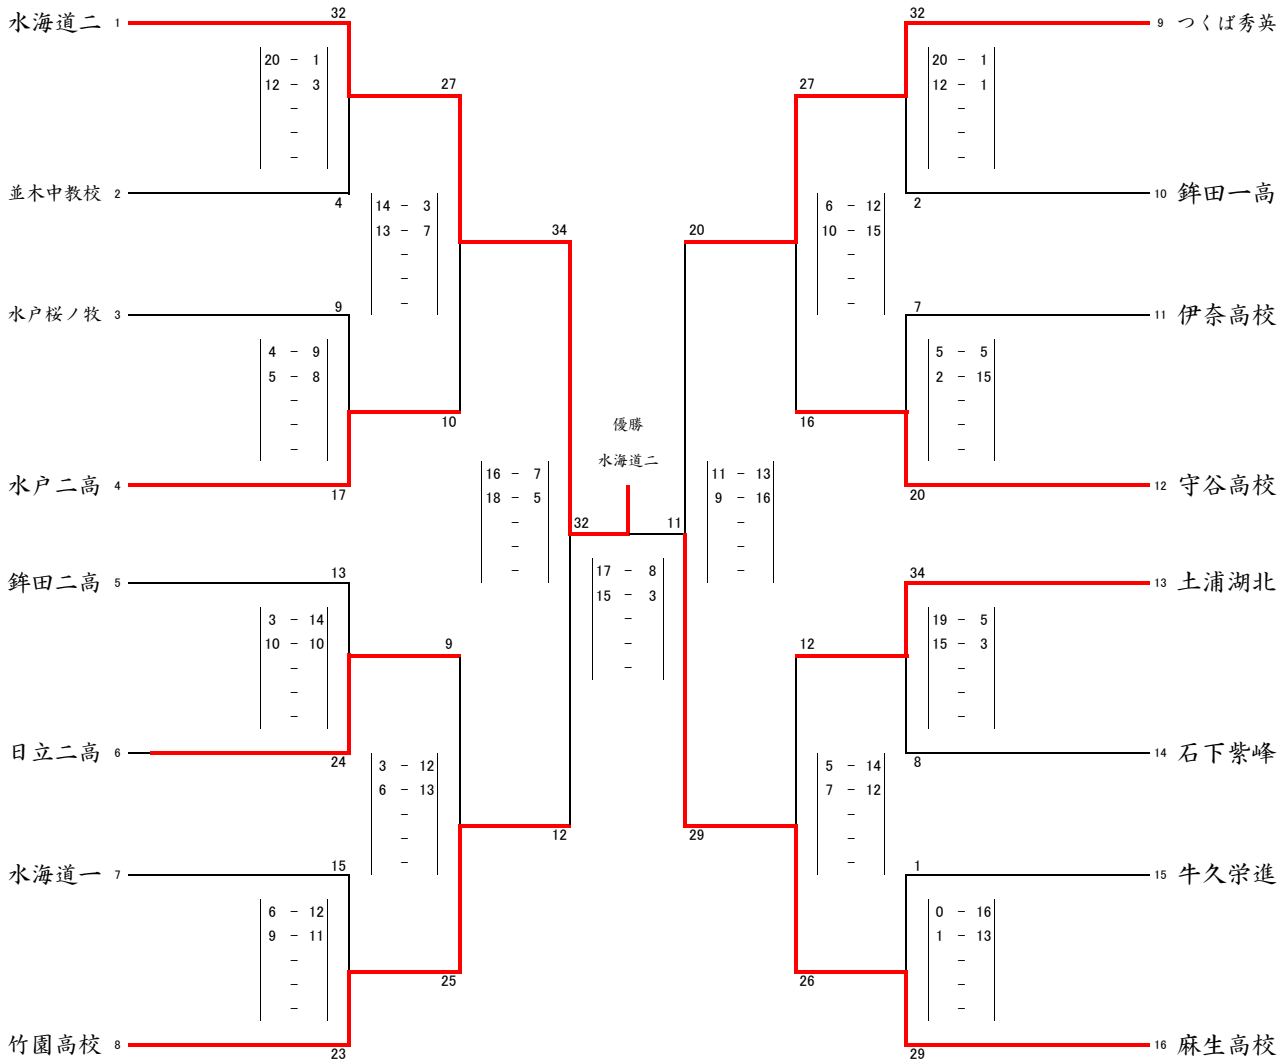 水海道二 1
32
20 - 1
12 - 3
-
-
-
並木中教校 2
4
27
14 - 3
13 - 7
-
-
-
水戸桜ノ牧 3
9
4 - 9
5 - 8
-
-
-
水戸二高 4
17
10
34
16 - 7
18 - 5
-
-
-
鉾田二高 5
13
3 - 14
10 - 10
-
-
-
日立二高 6
24
9
3 - 12
6 - 13
-
-
-
水海道一 7
15
6 - 12
9 - 11
-
-
-
竹園高校 8
23
25
12
優勝
水海道二
32
11
17 - 8
15 - 3
-
-
-
9 つくば秀英
32
20 - 1
12 - 1
-
-
-
10 鉾田一高
2
27
6 - 12
10 - 15
-
-
-
11 伊奈高校
7
5 - 5
2 - 15
-
-
-
12 守谷高校
20
16
20
11 - 13
9 - 16
-
-
-
13 土浦湖北
34
19 - 5
15 - 3
-
-
-
14 石下紫峰
8
12
5 - 14
7 - 12
-
-
-
15 牛久栄進
1
0 - 16
1 - 13
-
-
-
16 麻生高校
29
26
29